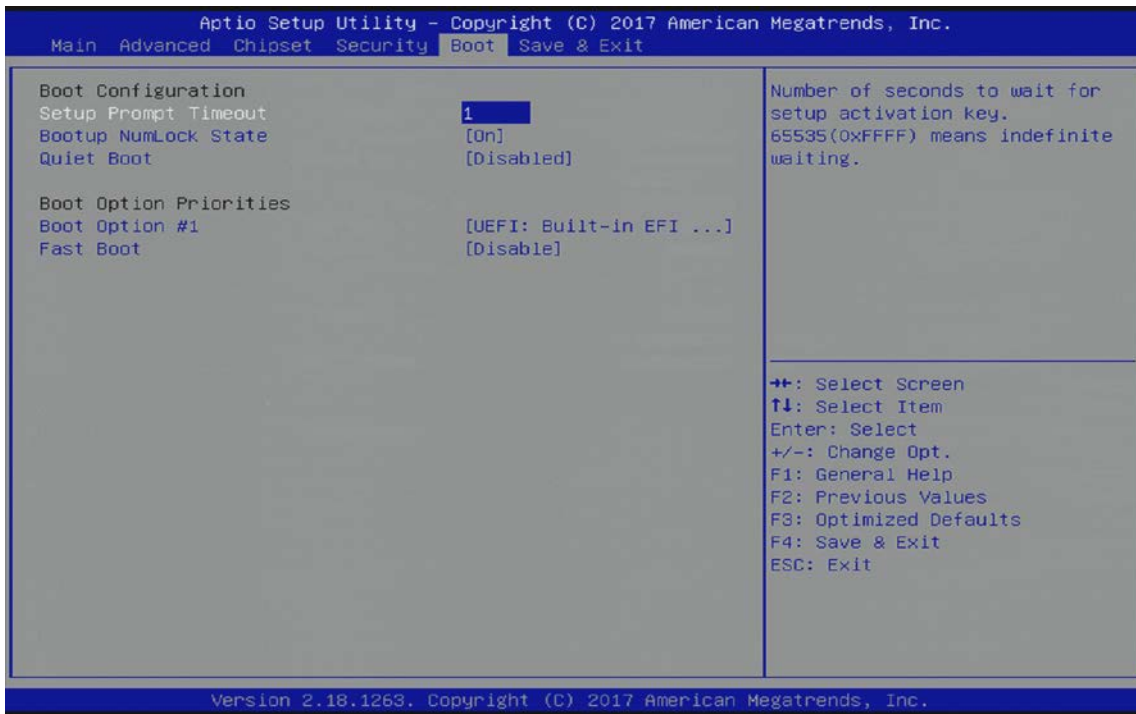 Aptio Setup Utility – Copyright (C) 2017 American Megatrends, Inc.
Main Advanced Chipset Security Boot Save & Exit
Boot Configuration
Setup Prompt Timeout 1
Bootup NumLock State [On]
Quiet Boot [Disabled]
Boot Option Priorities
Boot Option #1 [UEFI: Built-in EFI ...]
Fast Boot [Disable]
Number of seconds to wait for
setup activation key.
65535(0xFFFF) means indefinite
waiting.
→←: Select Screen
↑↓: Select Item
Enter: Select
+/-: Change Opt.
F1: General Help
F2: Previous Values
F3: Optimized Defaults
F4: Save & Exit
ESC: Exit
Version 2.18.1263. Copyright (C) 2017 American Megatrends, Inc.